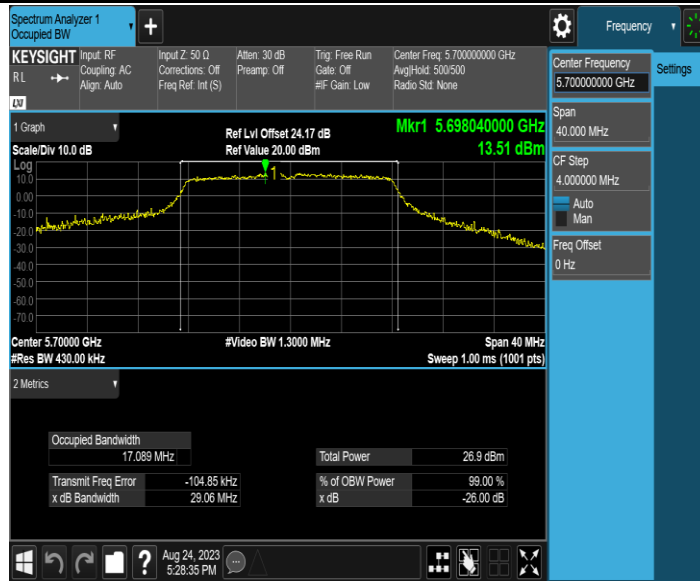 Spectrum Analyzer 1
Occupied BW
+
Frequency
KEYSIGHT
RL
LXI
Input: RF
Coupling: AC
Align: Auto
Input Z: 50 Ω
Corrections: Off
Freq Ref: Int (S)
Atten: 30 dB
Preamp: Off
Trig: Free Run
Gate: Off
#IF Gain: Low
Center Freq: 5.700000000 GHz
Avg|Hold: 500/500
Radio Std: None
Center Frequency
5.700000000 GHz
Settings
Span
40.000 MHz
CF Step
4.000000 MHz
Auto
Man
Freq Offset
0 Hz
1 Graph
Scale/Div 10.0 dB
Ref Lvl Offset 24.17 dB
Ref Value 20.00 dBm
Mkr1 5.698040000 GHz
13.51 dBm
Log
10.0
0.00
-10.0
-20.0
-30.0
-40.0
-50.0
-60.0
-70.0
1
Center 5.70000 GHz
#Res BW 430.00 kHz
#Video BW 1.3000 MHz
Span 40 MHz
Sweep 1.00 ms (1001 pts)
2 Metrics
Occupied Bandwidth
17.089 MHz
Transmit Freq Error -104.85 kHz
x dB Bandwidth 29.06 MHz
Total Power 26.9 dBm
% of OBW Power 99.00 %
x dB -26.00 dB
?
Aug 24, 2023
5:28:35 PM